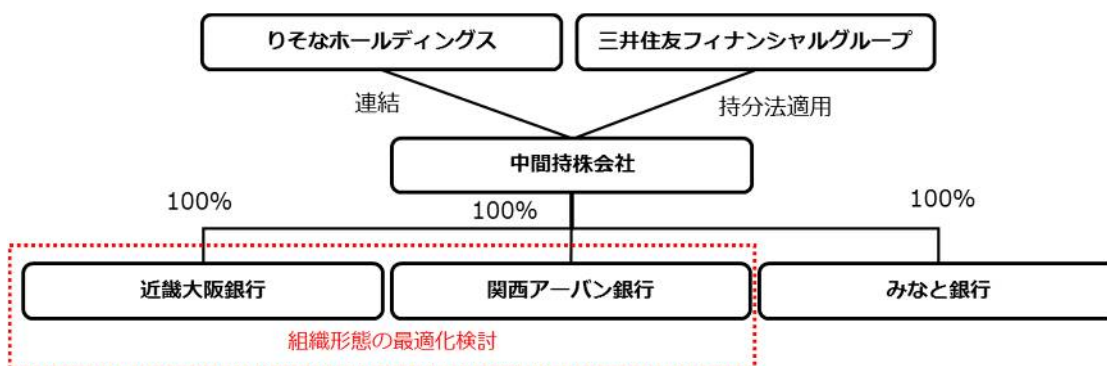 りそなホールディングス
三井住友フィナンシャルグループ
連結
持分法適用
中間持株会社
100%
100%
100%
近畿大阪銀行
関西アーバン銀行
みなと銀行
組織形態の最適化検討